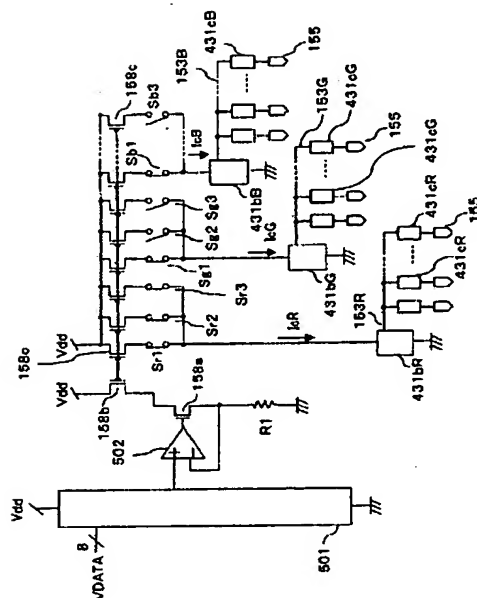 158c
Sb3
Sb1
IcB
153B
431cB
155
431bB
153G
431cG
155
Sg3
Sg2
Sg1
IcG
431cG
431bG
431cR
155
Vdd
158c
Sr3
Sr2
Sr1
IcR
153R
431cR
431bR
Vdd
158b
158a
502
R1
Vdd
8
VDATA
501